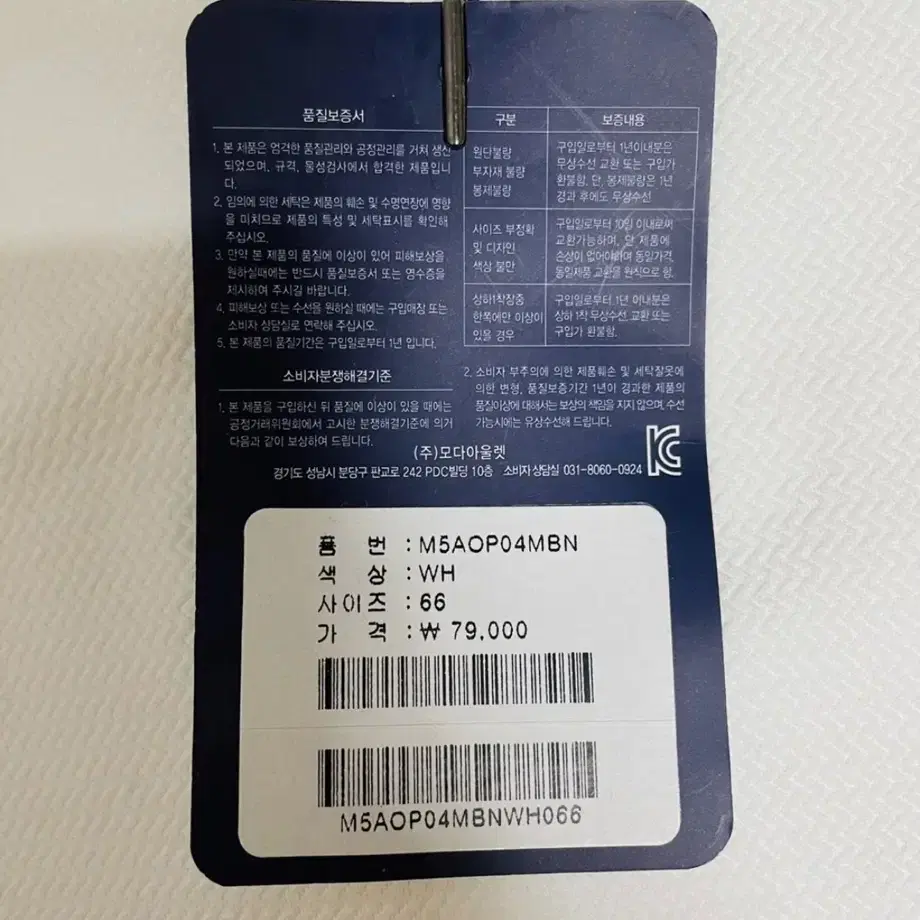 품질보증서
1. 본 제품은 엄격한 품질관리와 공정관리를 거쳐 생산
되었으며, 규격, 물성검사에서 합격한 제품입니
다.
2. 임의에 의한 세탁은 제품의 훼손 및 수명연장에 영향
을 미치므로 제품의 특성 및 세탁표시를 확인해
주십시오.
3. 만약 본 제품의 품질에 이상이 있어 피해보상을
원하실때에는 반드시 품질보증서 또는 영수증을
제시하여 주시길 바랍니다.
4. 피해보상 또는 수선을 원하실 때에는 구입매장 또는
소비자 상담실로 연락해 주십시오.
5. 본 제품의 품질기간은 구입일로부터 1년 입니다.
소비자분쟁해결기준
1. 본 제품을 구입하신 뒤 품질에 이상이 있을 때에는
공정거래위원회에서 고시한 분쟁해결기준에 의거
다음과 같이 보상하여 드립니다.
구분 보증내용
원단불량
부자재 불량
봉제불량
구입일로부터 1년이내분은
무상수선 교환 또는 구입가
환불함. 단, 봉제불량은 1년
경과 후에도 무상수선
사이즈 부정확
및 디자인
색상 불만
구입일로부터 10일 이내로써
교환가능하며, 단 제품에
손상이 없어야하며 동일가격,
동일제품 교환을 원칙으로 함.
상하1착장중
한쪽에만 이상이
있을 경우
구입일로부터 1년 이내분은
상하 1착 무상수선, 교환 또는
구입가 환불함.
2. 소비자 부주의에 의한 제품훼손 및 세탁잘못에
의한 변형, 품질보증기간 1년이 경과한 제품의
품질이상에 대해서는 보상의 책임을 지지 않으며, 수선
가능시에는 유상수선해 드립니다.
(주)모다아울렛
경기도 성남시 분당구 판교로 242 PDC빌딩 10층 소비자 상담실 031-8060-0924
품 번 : M5AOP04MBN
색 상 : WH
사이즈 : 66
가 격 : ₩ 79,000
M5AOP04MBNWH066